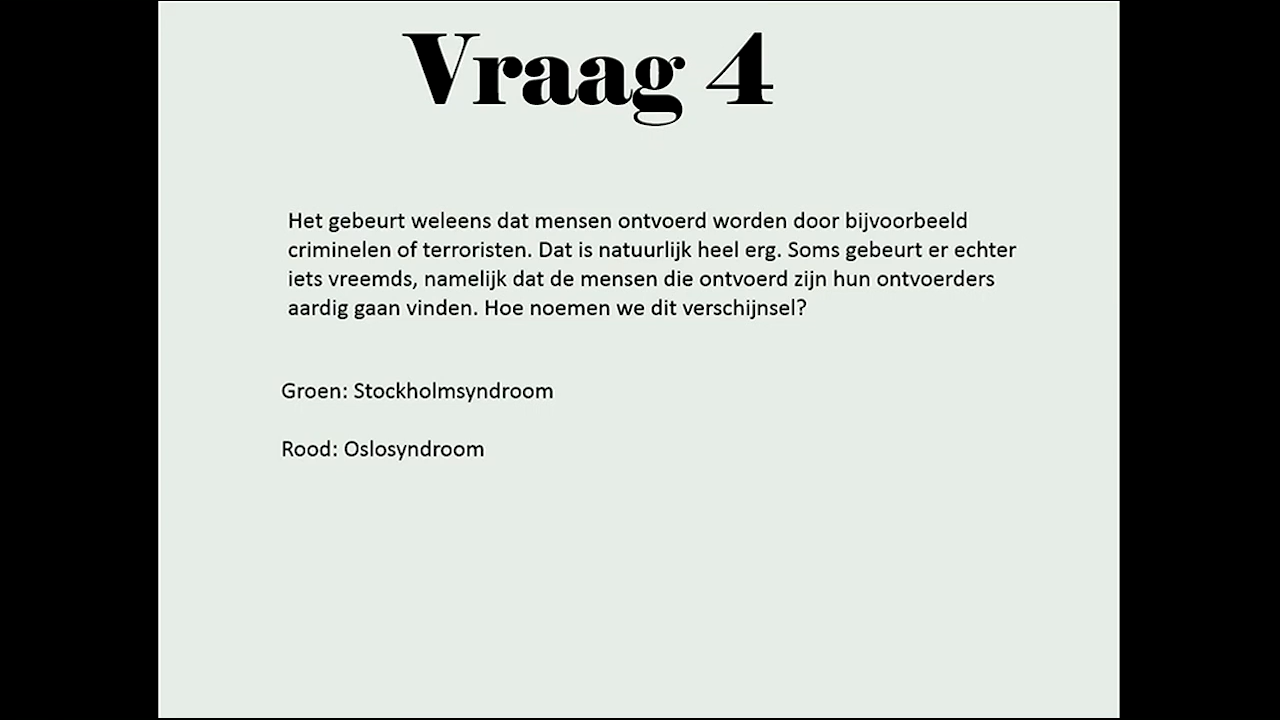 Vraag 4
Het gebeurt weleens dat mensen ontvoerd worden door bijvoorbeeld
criminelen of terroristen. Dat is natuurlijk heel erg. Soms gebeurt er echter
iets vreemds, namelijk dat de mensen die ontvoerd zijn hun ontvoerders
aardig gaan vinden. Hoe noemen we dit verschijnsel?
Groen: Stockholmsyndroom
Rood: Oslosyndroom